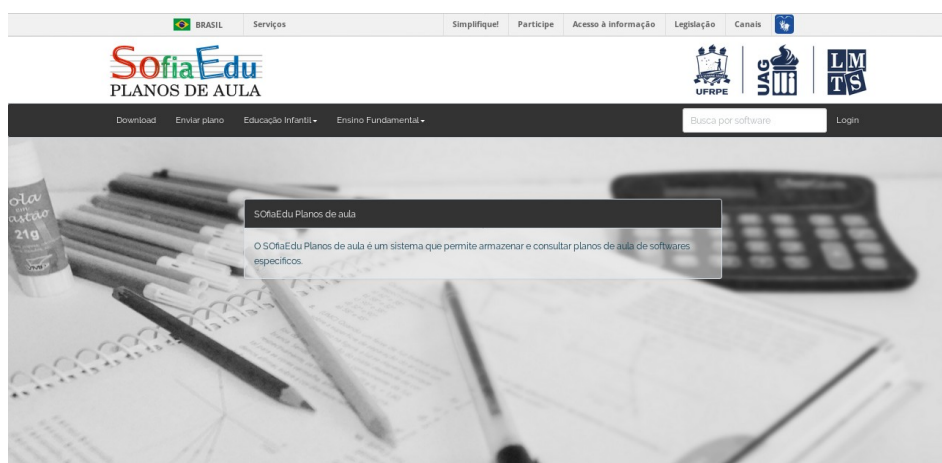 BRASIL Serviços Simplifique! Participe Acesso à informação Legislação Canais
SOfiaEdu
PLANOS DE AULA
UFRPE
UAG
LM
TS
Download Enviar plano Educação Infantil Ensino Fundamental Busca por software Login
SOfiaEdu Planos de aula
O SOfiaEdu Planos de aula é um sistema que permite armazenar e consultar planos de aula de softwares
específicos.
21g